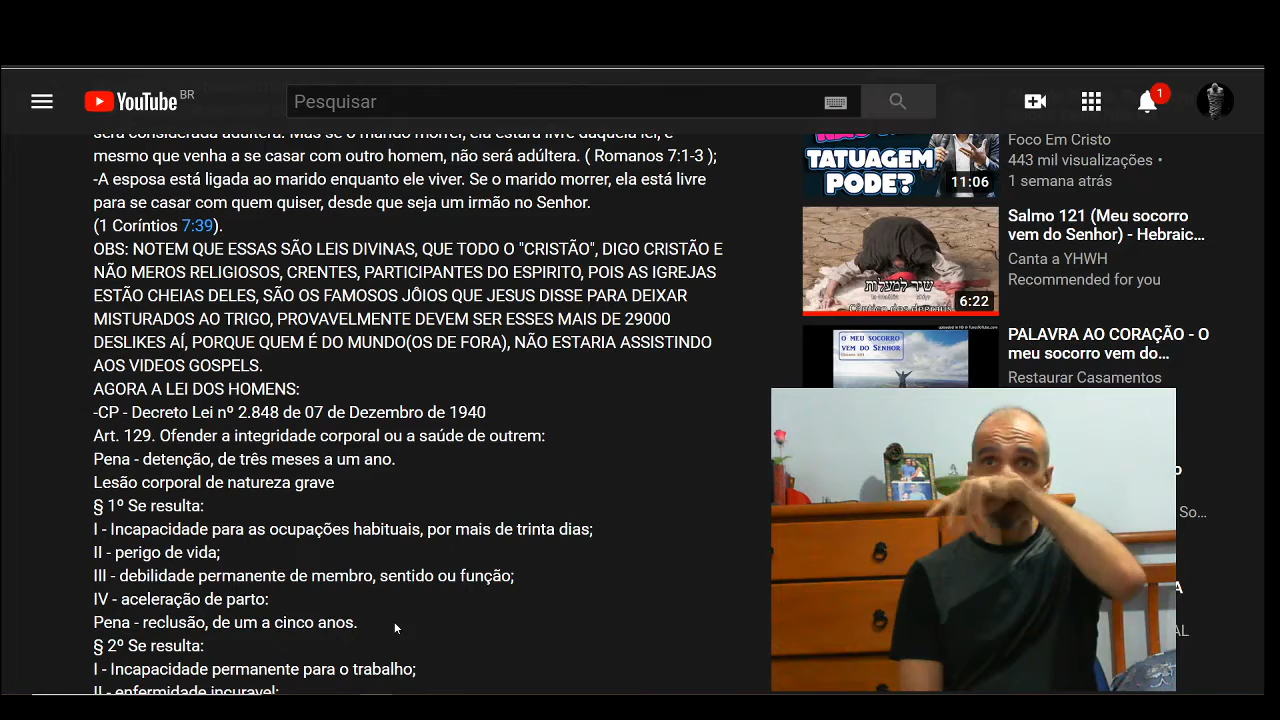 YouTube BR
Pesquisar
1
será considerada adúltera. Mas se o marido morrer, ela estará livre daquela lei, e
mesmo que venha a se casar com outro homem, não será adúltera. ( Romanos 7:1-3 );
-A esposa está ligada ao marido enquanto ele viver. Se o marido morrer, ela está livre
para se casar com quem quiser, desde que seja um irmão no Senhor.
(1 Coríntios 7:39).
OBS: NOTEM QUE ESSAS SÃO LEIS DIVINAS, QUE TODO O "CRISTÃO", DIGO CRISTÃO E
NÃO MEROS RELIGIOSOS, CRENTES, PARTICIPANTES DO ESPIRITO, POIS AS IGREJAS
ESTÃO CHEIAS DELES, SÃO OS FAMOSOS JÔIOS QUE JESUS DISSE PARA DEIXAR
MISTURADOS AO TRIGO, PROVAVELMENTE DEVEM SER ESSES MAIS DE 29000
DESLIKES AÍ, PORQUE QUEM É DO MUNDO(OS DE FORA), NÃO ESTARIA ASSISTINDO
AOS VIDEOS GOSPELS.
AGORA A LEI DOS HOMENS:
-CP - Decreto Lei nº 2.848 de 07 de Dezembro de 1940
Art. 129. Ofender a integridade corporal ou a saúde de outrem:
Pena - detenção, de três meses a um ano.
Lesão corporal de natureza grave
§ 1º Se resulta:
I - Incapacidade para as ocupações habituais, por mais de trinta dias;
II - perigo de vida;
III - debilidade permanente de membro, sentido ou função;
IV - aceleração de parto:
Pena - reclusão, de um a cinco anos.
§ 2º Se resulta:
I - Incapacidade permanente para o trabalho;
II - enfermidade incuravel;
TATUAGEM
PODE?
11:06
Foco Em Cristo
443 mil visualizações •
1 semana atrás
שיר למעלות
6:22
Salmo 121 (Meu socorro
vem do Senhor) - Hebraic...
Canta a YHWH
Recommended for you
O MEU SOCORRO
VEM DO SENHOR
PALAVRA AO CORAÇÃO - O
meu socorro vem do...
Restaurar Casamentos
So...